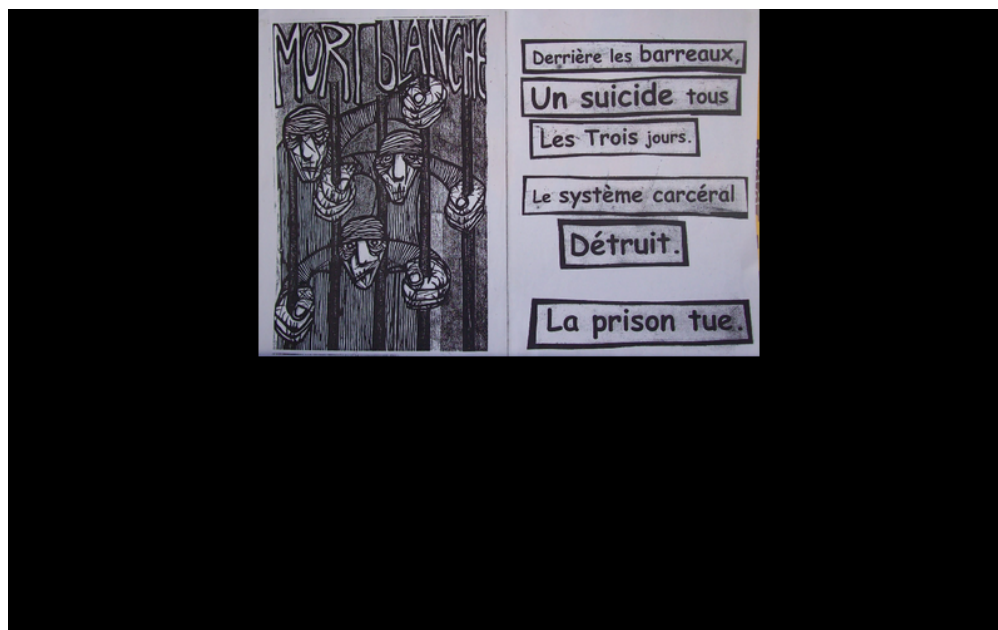 MORT blANCHE
Derrière les barreaux,
Un suicide tous
Les Trois jours.
Le système carcéral
Détruit.
La prison tue.